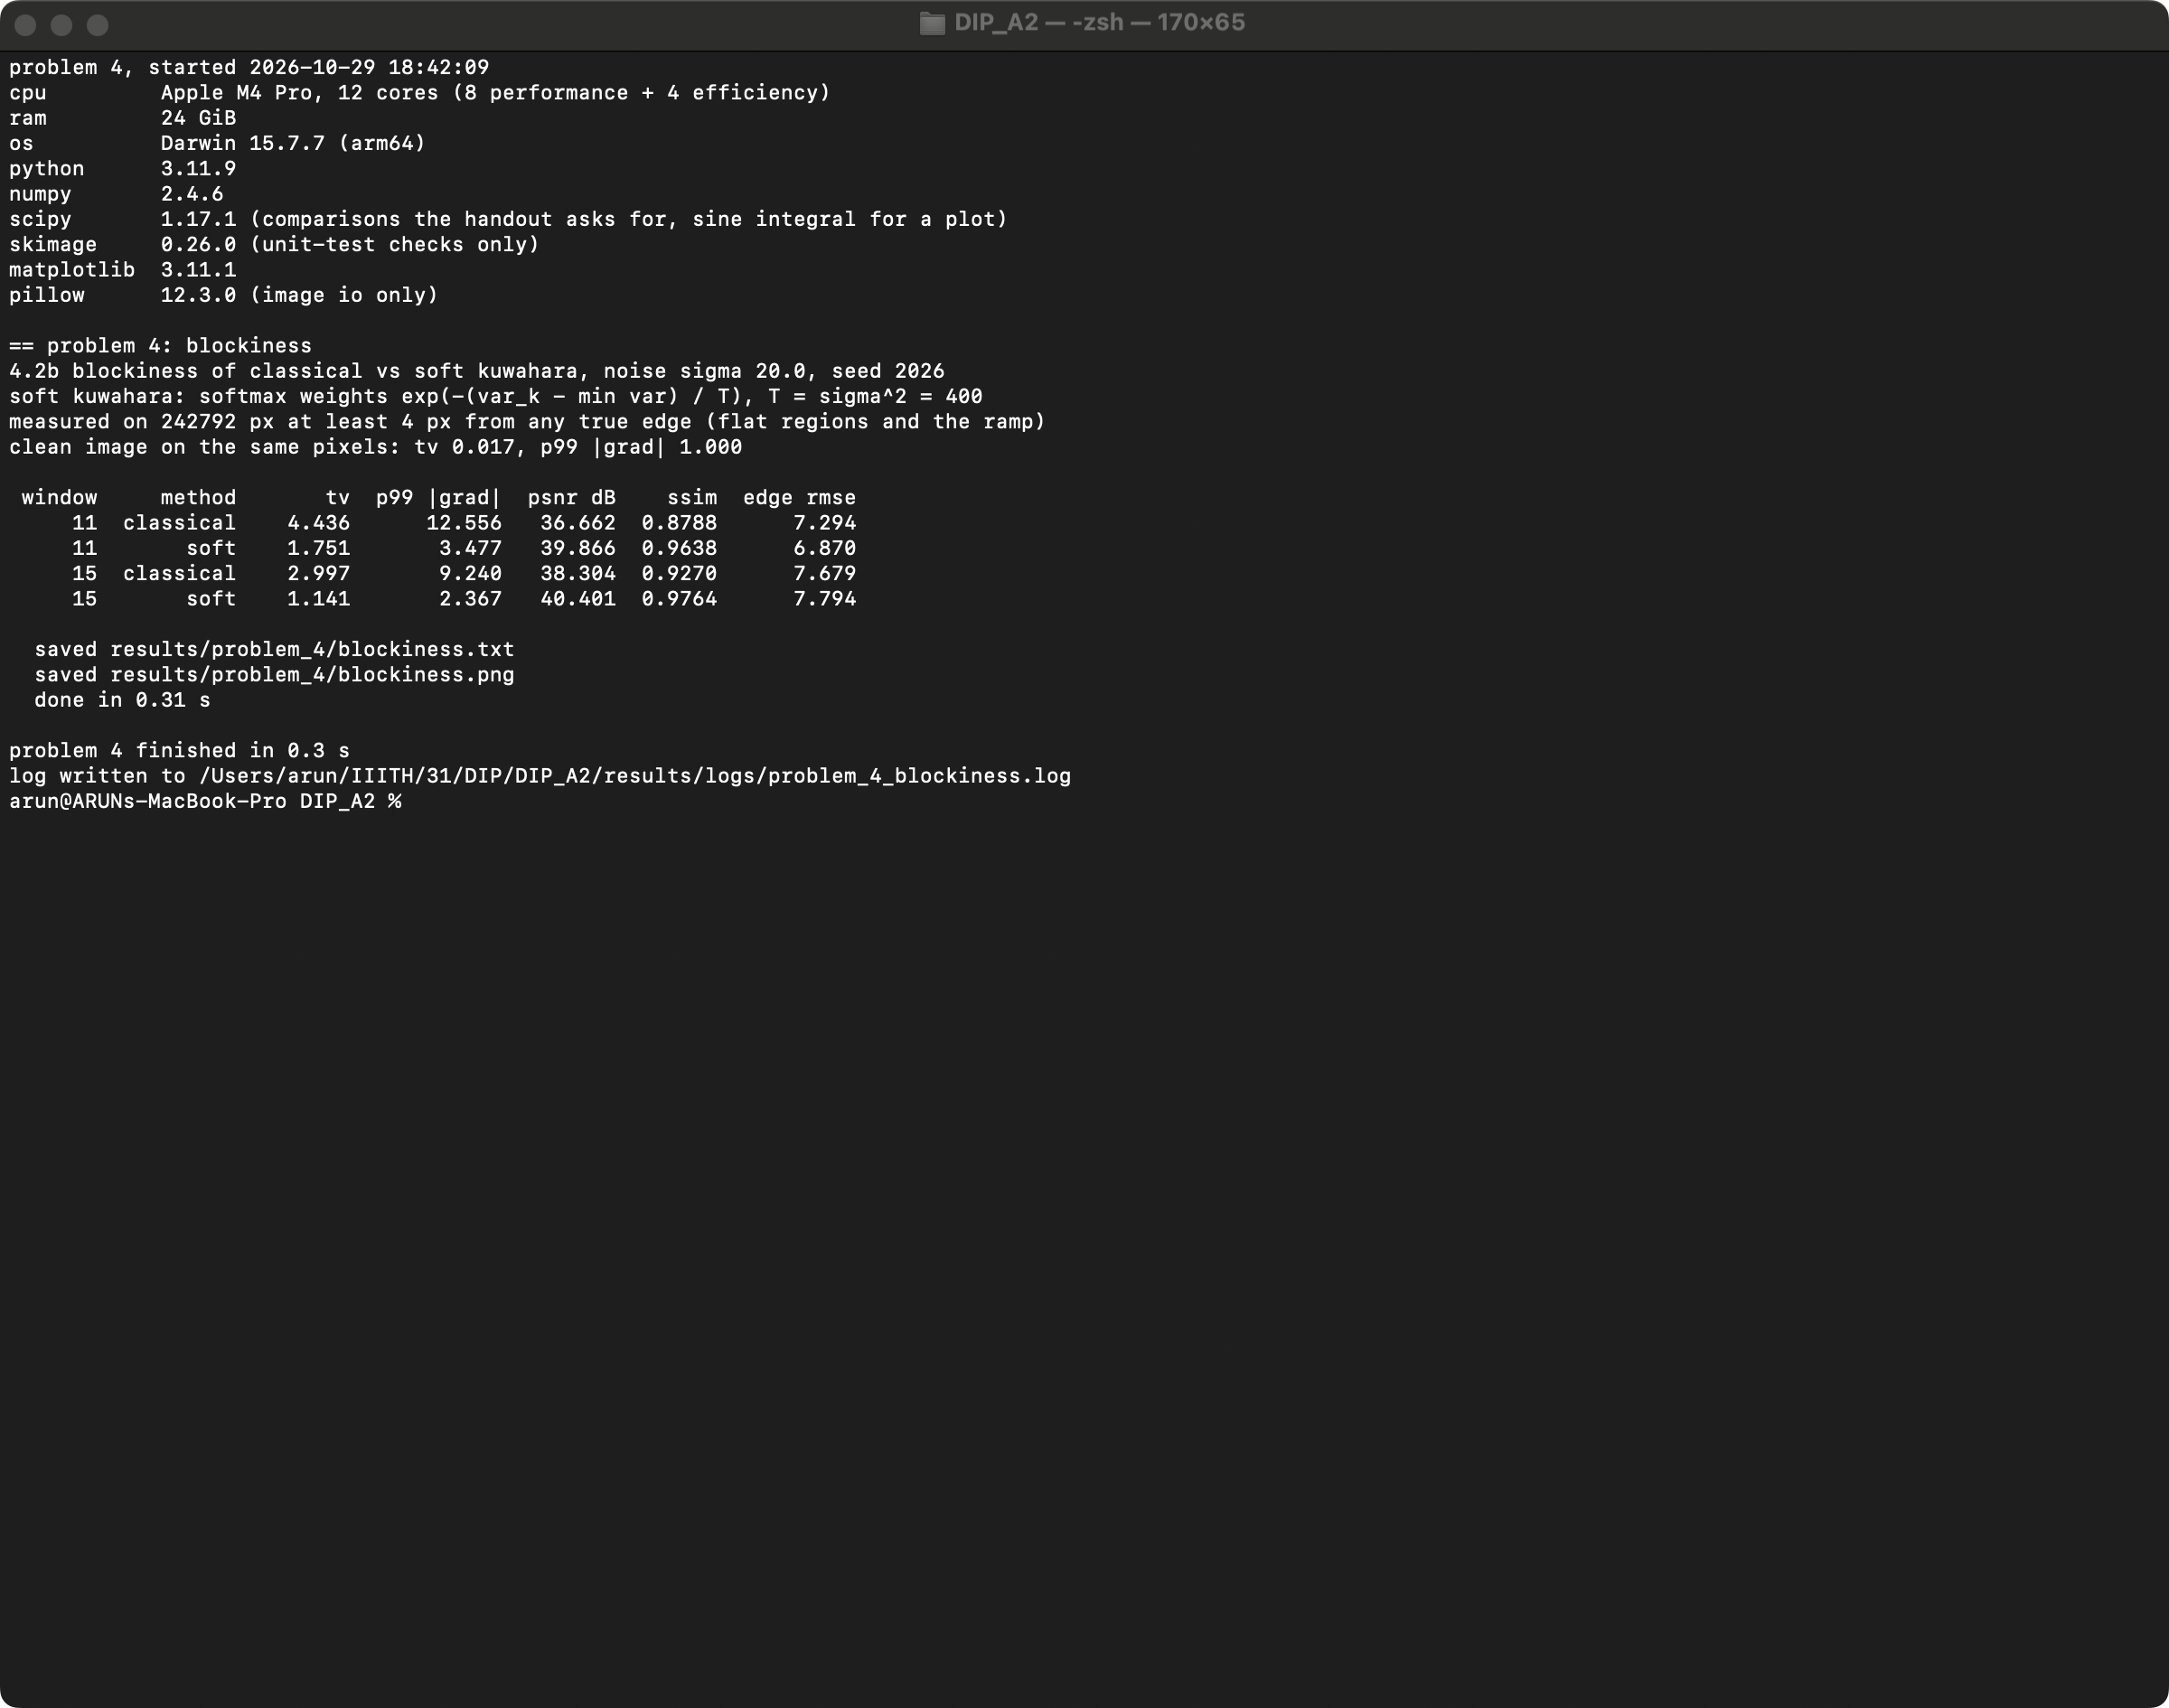 DIP_A2 — -zsh — 170×65
problem 4, started 2026-10-29 18:42:09
cpu         Apple M4 Pro, 12 cores (8 performance + 4 efficiency)
ram         24 GiB
os          Darwin 15.7.7 (arm64)
python      3.11.9
numpy       2.4.6
scipy       1.17.1 (comparisons the handout asks for, sine integral for a plot)
skimage     0.26.0 (unit-test checks only)
matplotlib  3.11.1
pillow      12.3.0 (image io only)

== problem 4: blockiness
4.2b blockiness of classical vs soft kuwahara, noise sigma 20.0, seed 2026
soft kuwahara: softmax weights exp(-(var_k - min var) / T), T = sigma^2 = 400
measured on 242792 px at least 4 px from any true edge (flat regions and the ramp)
clean image on the same pixels: tv 0.017, p99 |grad| 1.000

 window     method       tv  p99 |grad|  psnr dB    ssim  edge rmse
     11  classical    4.436      12.556   36.662  0.8788      7.294
     11       soft    1.751       3.477   39.866  0.9638      6.870
     15  classical    2.997       9.240   38.304  0.9270      7.679
     15       soft    1.141       2.367   40.401  0.9764      7.794

  saved results/problem_4/blockiness.txt
  saved results/problem_4/blockiness.png
  done in 0.31 s

problem 4 finished in 0.3 s
log written to /Users/arun/IIITH/31/DIP/DIP_A2/results/logs/problem_4_blockiness.log
arun@ARUNs-MacBook-Pro DIP_A2 %